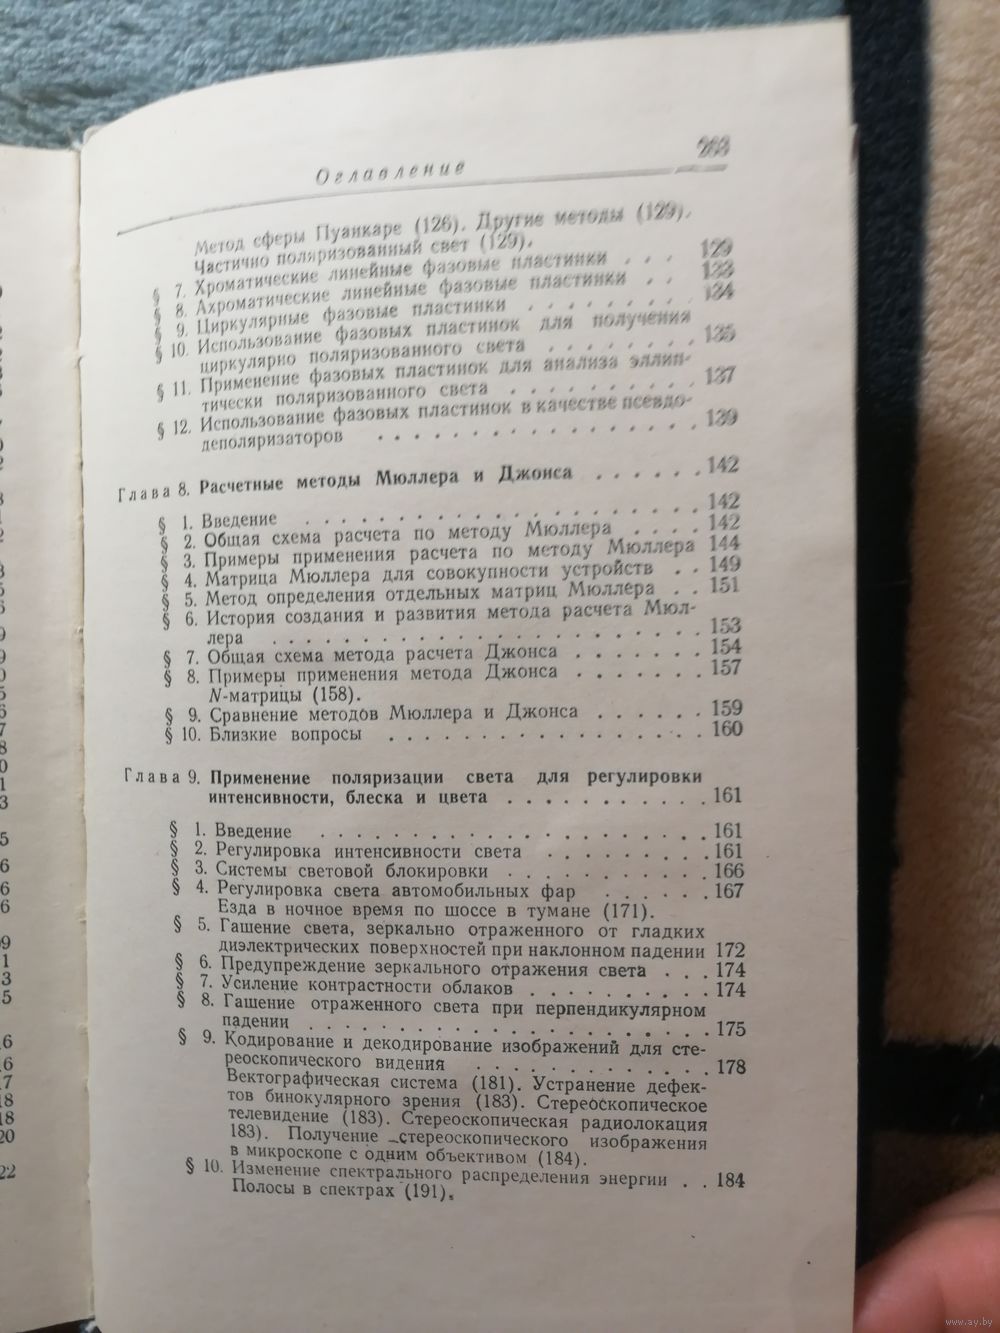 Оглавление 263
Метод сферы Пуанкаре (126). Другие методы (129).
Частично поляризованный свет (129).
§ 7. Хроматические линейные фазовые пластинки . . . 129
§ 8. Ахроматические линейные фазовые пластинки . . 133
§ 9. Циркулярные фазовые пластинки . . . . . . . . 134
§ 10. Использование фазовых пластинок для получения
циркулярно поляризованного света . . . . . . . . 135
§ 11. Применение фазовых пластинок для анализа эллип-
тически поляризованного света . . . . . . . . . . 137
§ 12. Использование фазовых пластинок в качестве псевдо-
деполяризаторов . . . . . . . . . . . . . . . 139
Глава 8. Расчетные методы Мюллера и Джонса . . . . . . 142
§ 1. Введение . . . . . . . . . . . . . . . . . . . 142
§ 2. Общая схема расчета по методу Мюллера . . . . 142
§ 3. Примеры применения расчета по методу Мюллера 144
§ 4. Матрица Мюллера для совокупности устройств . . 149
§ 5. Метод определения отдельных матриц Мюллера . . 151
§ 6. История создания и развития метода расчета Мюл-
лера . . . . . . . . . . . . . . . . . . . . . 153
§ 7. Общая схема метода расчета Джонса . . . . . . . 154
§ 8. Примеры применения метода Джонса . . . . . . . 157
N-матрицы (158).
§ 9. Сравнение методов Мюллера и Джонса . . . . . . 159
§ 10. Близкие вопросы . . . . . . . . . . . . . . . . 160
Глава 9. Применение поляризации света для регулировки
интенсивности, блеска и цвета . . . . . . . . . . . 161
§ 1. Введение . . . . . . . . . . . . . . . . . . . . 161
§ 2. Регулировка интенсивности света . . . . . . . . 161
§ 3. Системы световой блокировки . . . . . . . . . . 166
§ 4. Регулировка света автомобильных фар . . . . . . 167
Езда в ночное время по шоссе в тумане (171).
§ 5. Гашение света, зеркально отраженного от гладких
диэлектрических поверхностей при наклонном падении 172
§ 6. Предупреждение зеркального отражения света . . . 174
§ 7. Усиление контрастности облаков . . . . . . . . . . 174
§ 8. Гашение отраженного света при перпендикулярном
падении . . . . . . . . . . . . . . . . . . . . 175
§ 9. Кодирование и декодирование изображений для сте-
реоскопического видения . . . . . . . . . . . . 178
Вектографическая система (181). Устранение дефек-
тов бинокулярного зрения (183). Стереоскопическое
телевидение (183). Стереоскопическая радиолокация
183). Получение стереоскопического изображения
в микроскопе с одним объективом (184).
§ 10. Изменение спектрального распределения энергии . . 184
Полосы в спектрах (191).
www.ay.by